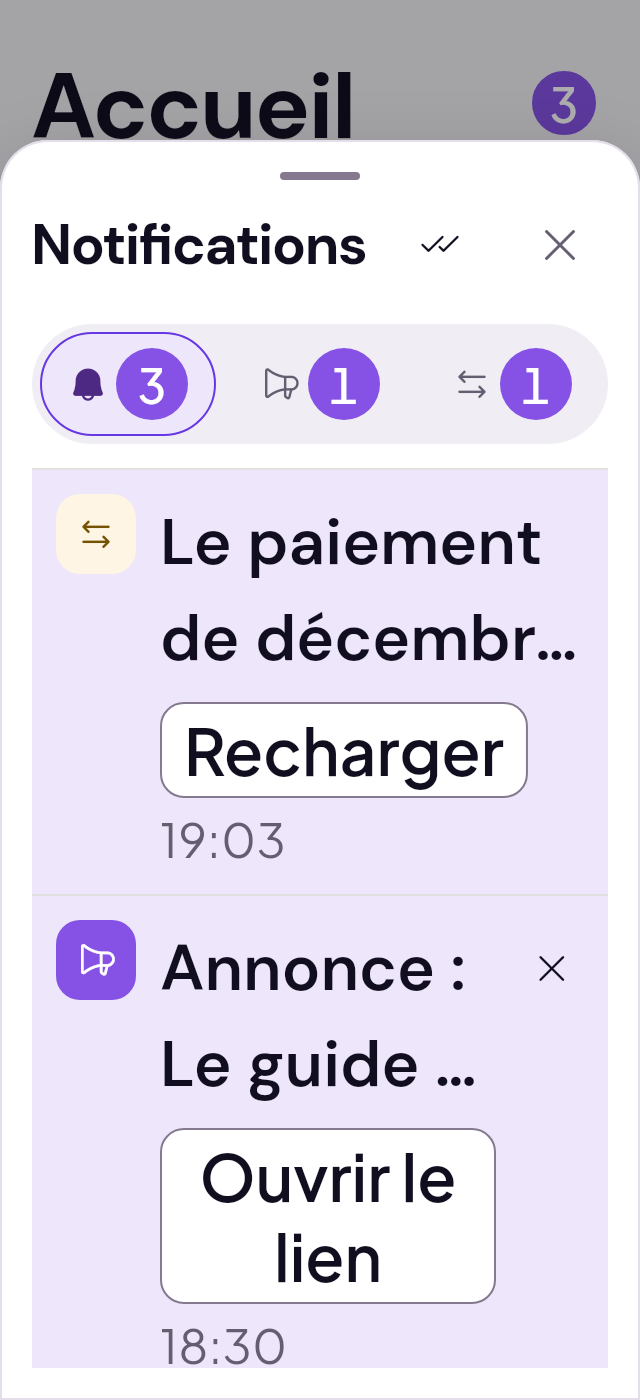 Accueil
3
Notifications
3
1
1
Le paiement
de décembr…
Recharger
19:03
Annonce :
Le guide …
Ouvrir le
lien
18:30